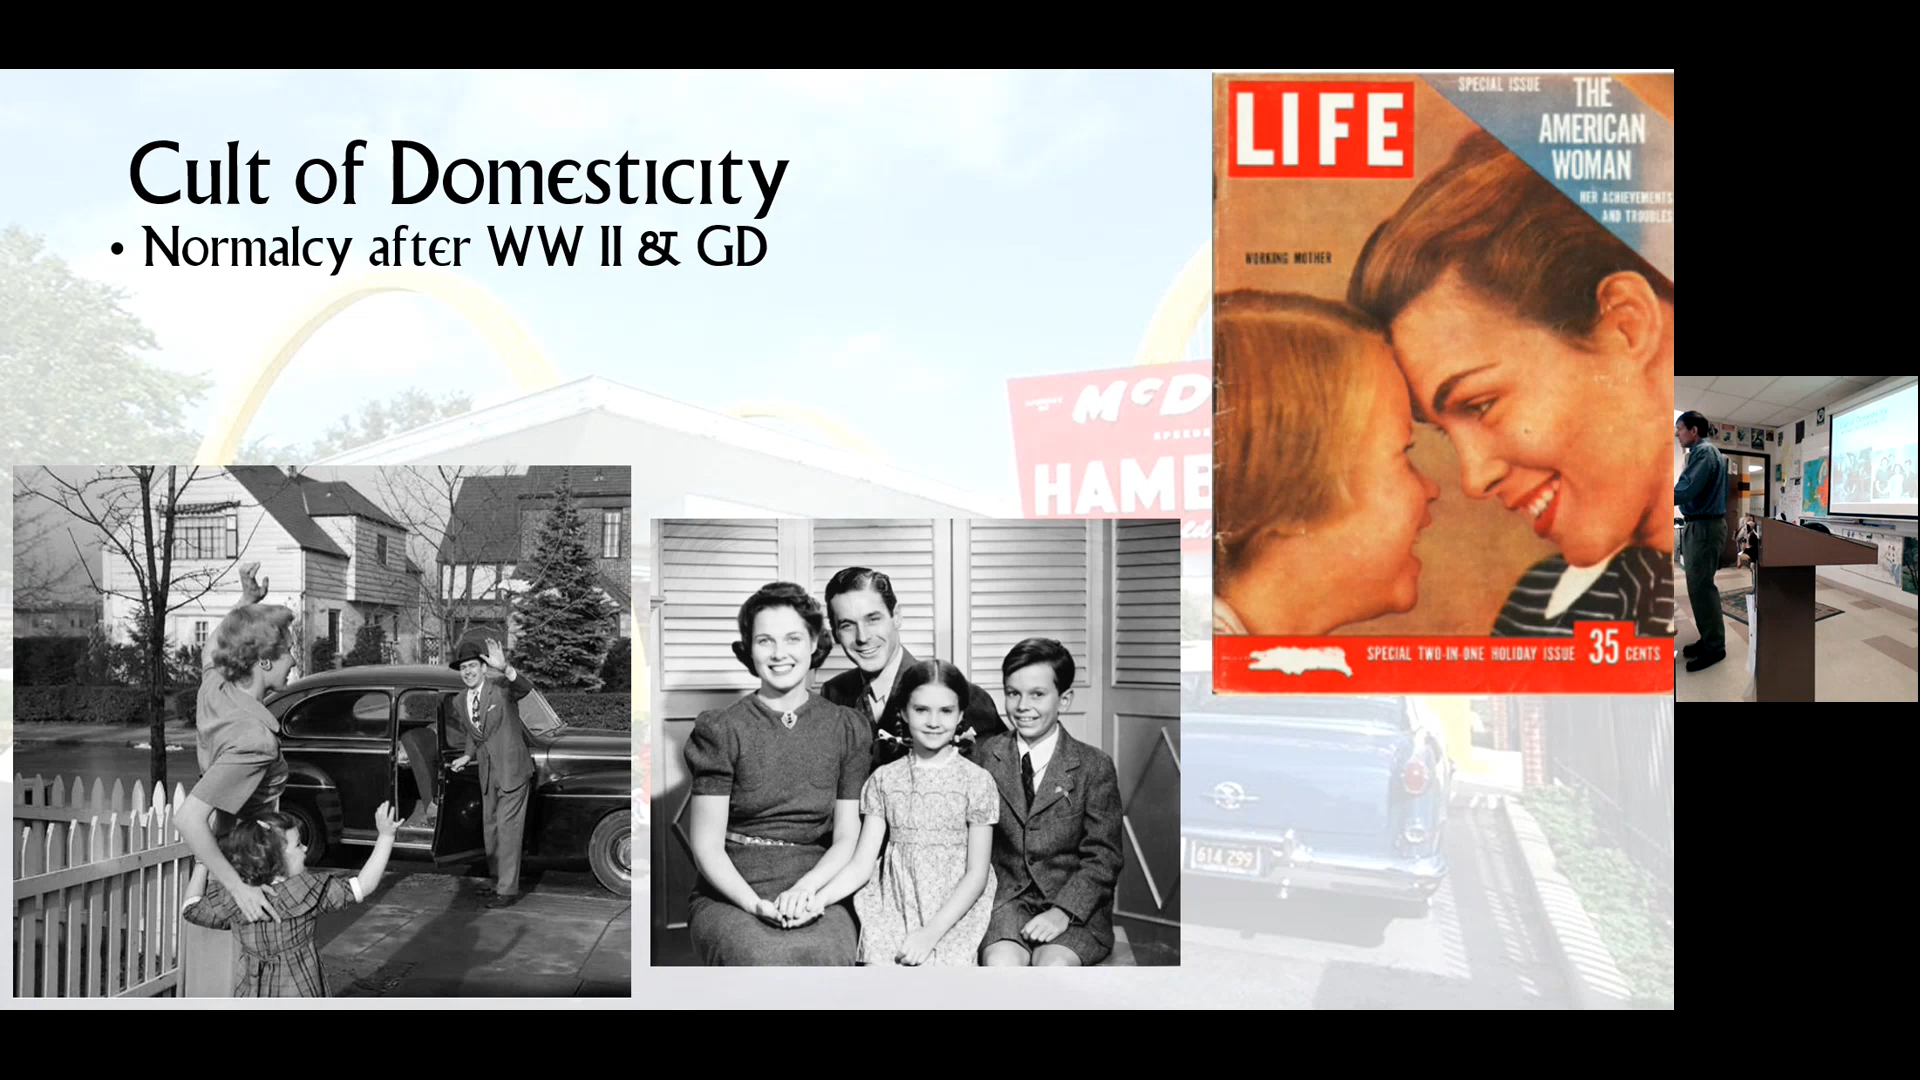 Cult of Domesticity
• Normalcy after WW II & GD
LIFE
SPECIAL ISSUE
THE
AMERICAN
WOMAN
HER ACHIEVEMENTS
AND TROUBLES
WORKING MOTHER
SPECIAL TWO-IN-ONE HOLIDAY ISSUE 35 CENTS
McD
SPEEDE
HAMB
614 299